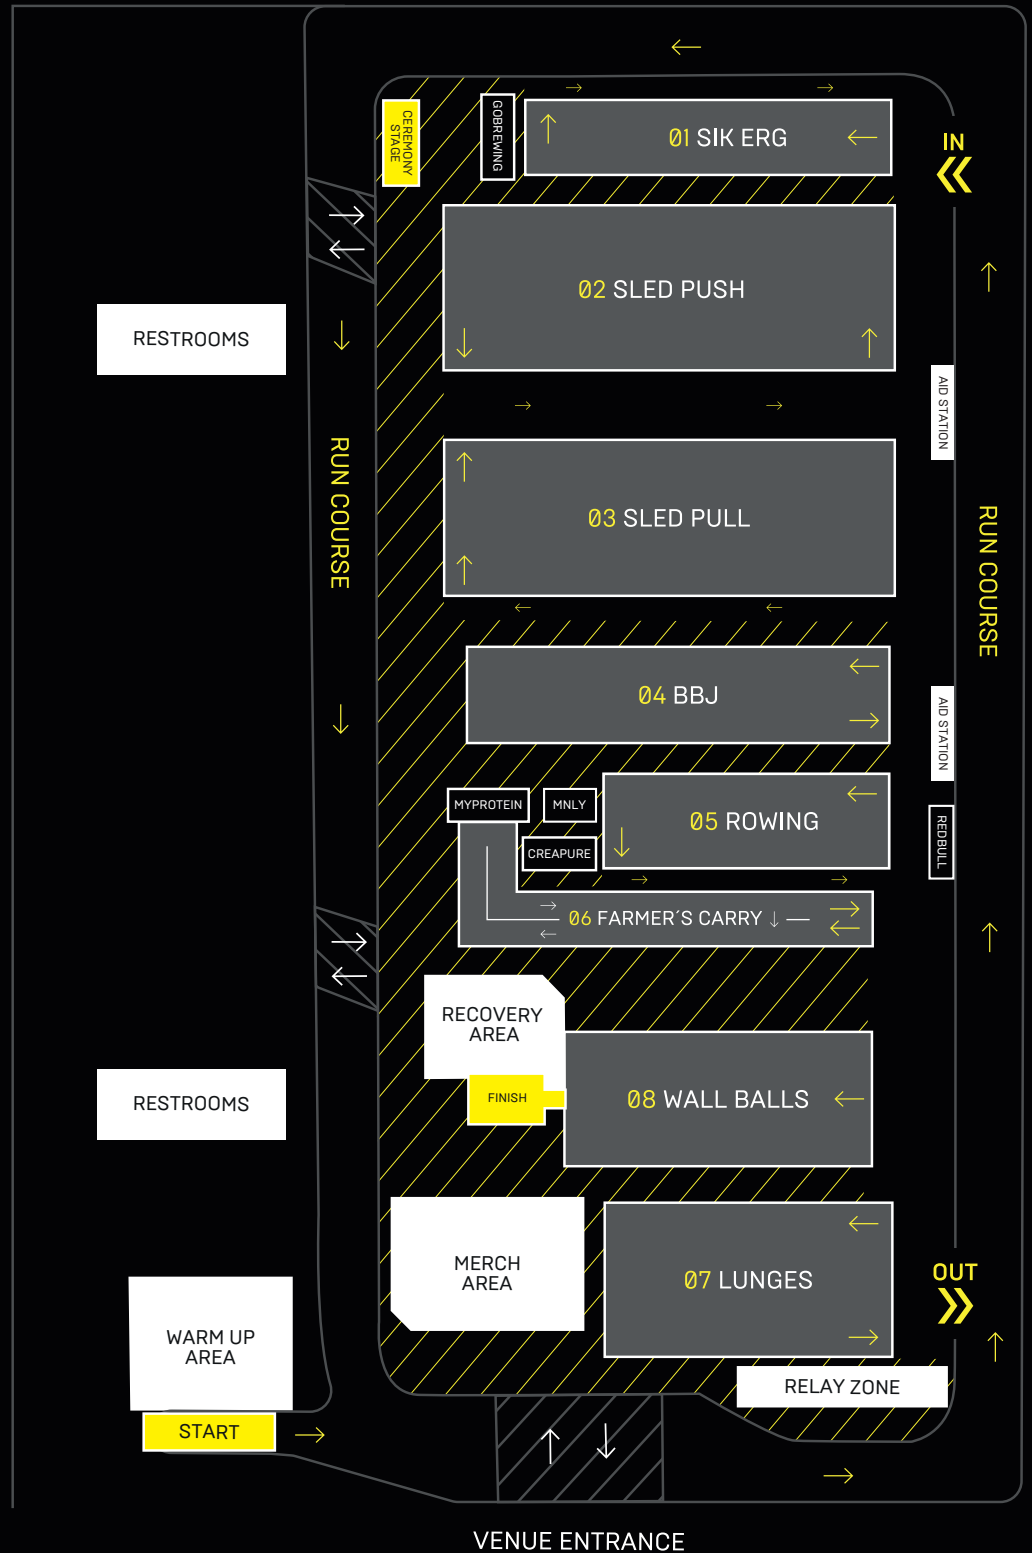 CEREMONY
STAGE
GOBREWING
01 SIK ERG
IN
02 SLED PUSH
RESTROOMS
AID STATION
RUN COURSE
03 SLED PULL
RUN COURSE
04 BBJ
AID STATION
MYPROTEIN
MNLY
05 ROWING
REDBULL
CREAPURE
06 FARMER´S CARRY
RECOVERY
AREA
FINISH
08 WALL BALLS
RESTROOMS
MERCH
AREA
07 LUNGES
OUT
WARM UP
AREA
RELAY ZONE
START
VENUE ENTRANCE